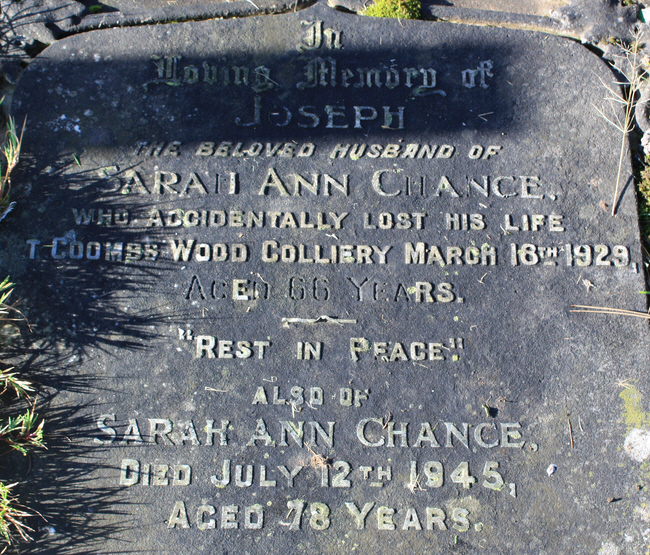 In
Loving Memory of
JOSEPH
THE BELOVED HUSBAND OF
SARAH ANN CHANCE,
WHO ACCIDENTALLY LOST HIS LIFE
T COOMBS WOOD COLLIERY MARCH 16TH 1929,
AGED 66 YEARS.
"REST IN PEACE"
ALSO OF
SARAH ANN CHANCE,
DIED JULY 12TH 1945,
AGED 78 YEARS.